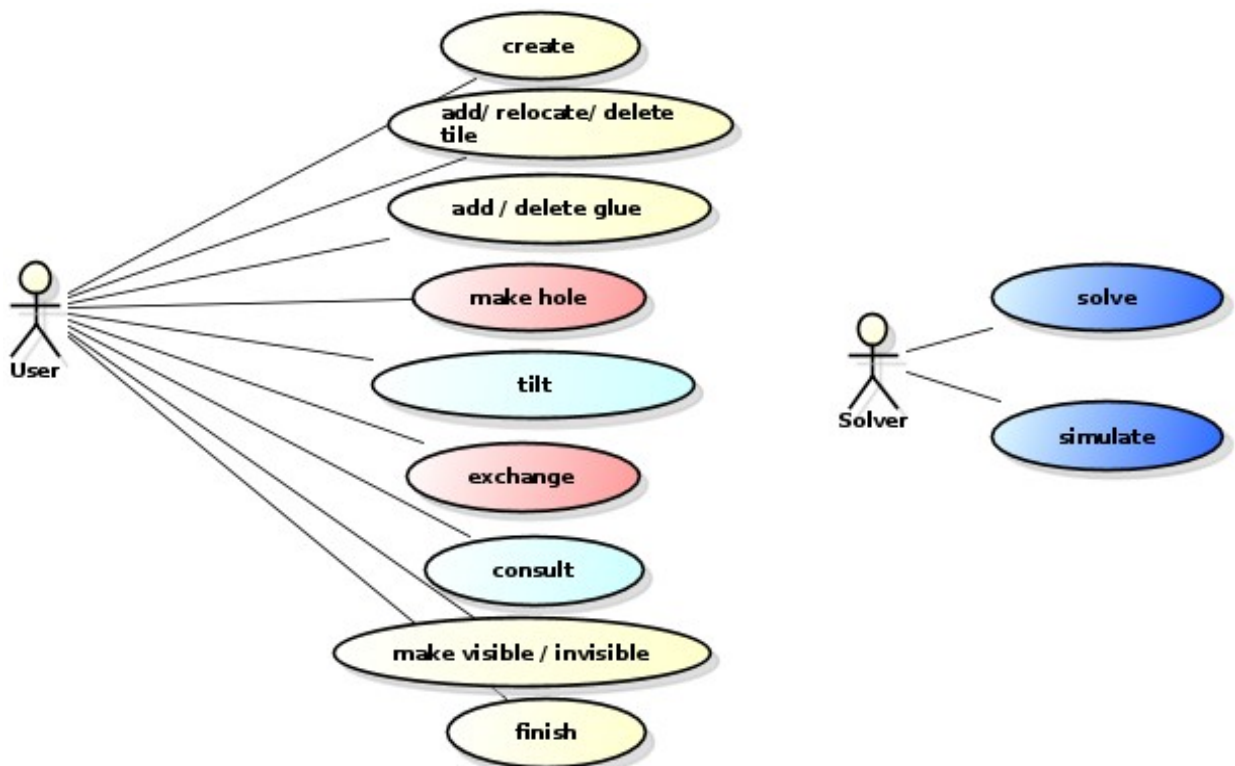 create
add/ relocate/ delete
tile
add / delete glue
make hole
tilt
exchange
consult
make visible / invisible
finish
User
solve
simulate
Solver